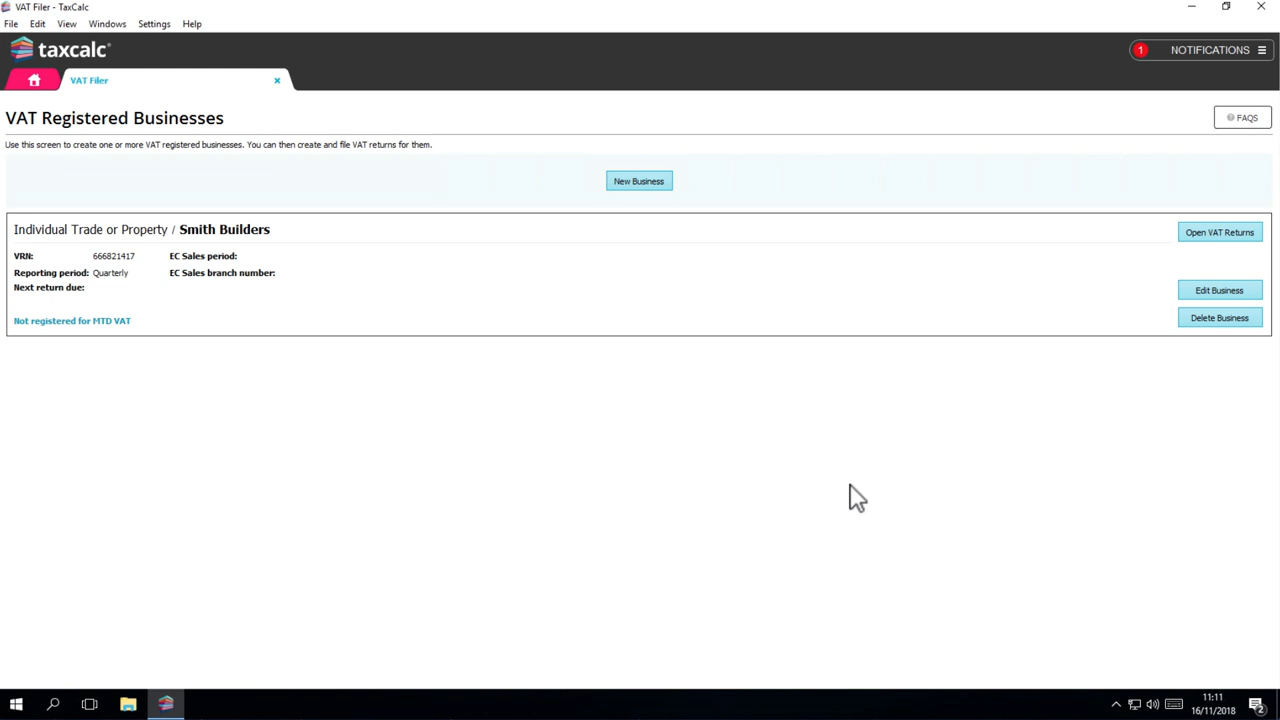 VAT Filer - TaxCalc
File Edit View Windows Settings Help
taxcalc
1 NOTIFICATIONS
VAT Filer
VAT Registered Businesses
FAQS
Use this screen to create one or more VAT registered businesses. You can then create and file VAT returns for them.
New Business
Individual Trade or Property / Smith Builders
Open VAT Returns
VRN: 666821417 EC Sales period:
Reporting period: Quarterly EC Sales branch number:
Next return due:
Edit Business
Delete Business
Not registered for MTD VAT
11:11
16/11/2018
2